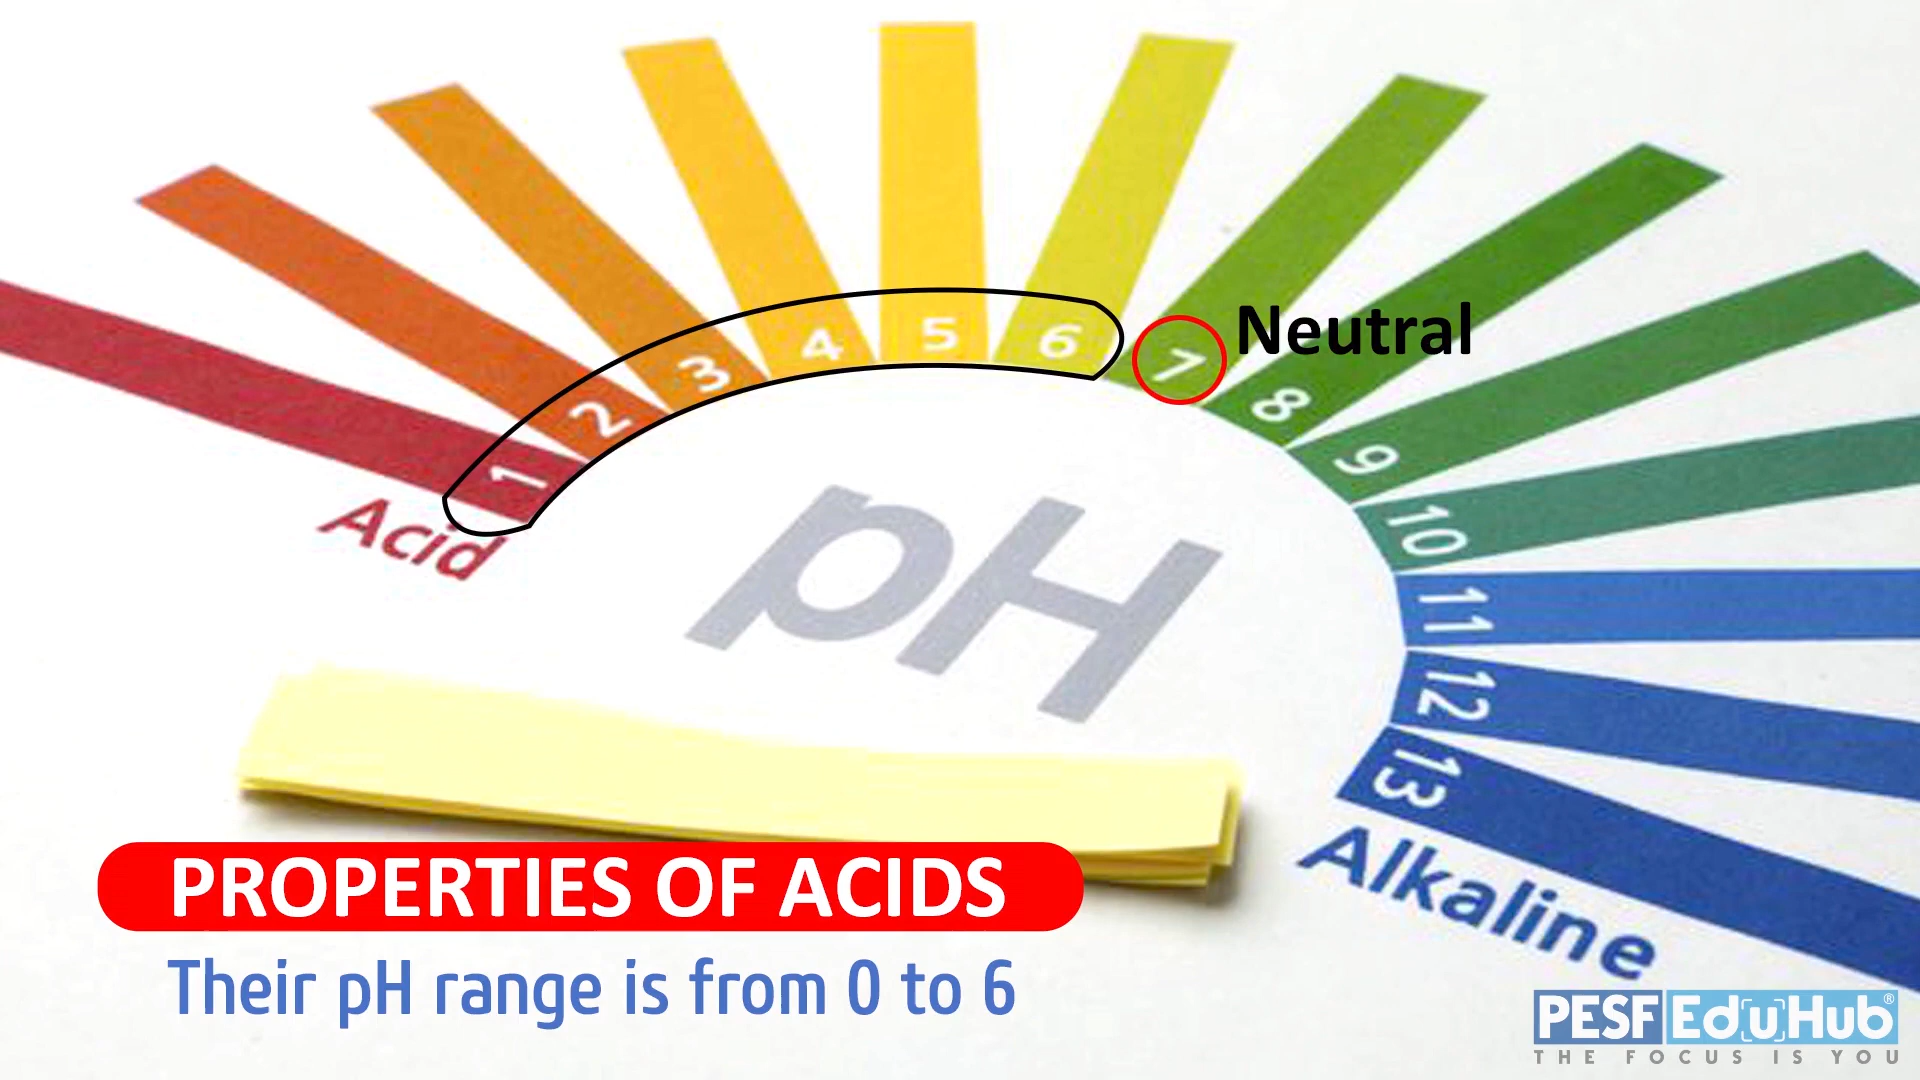 1
2
3
4
5
6
7
8
9
10
11
12
13
Neutral
Acid
pH
Alkaline
PROPERTIES OF ACIDS
Their pH range is from 0 to 6
PESF EduHub®
THE FOCUS IS YOU